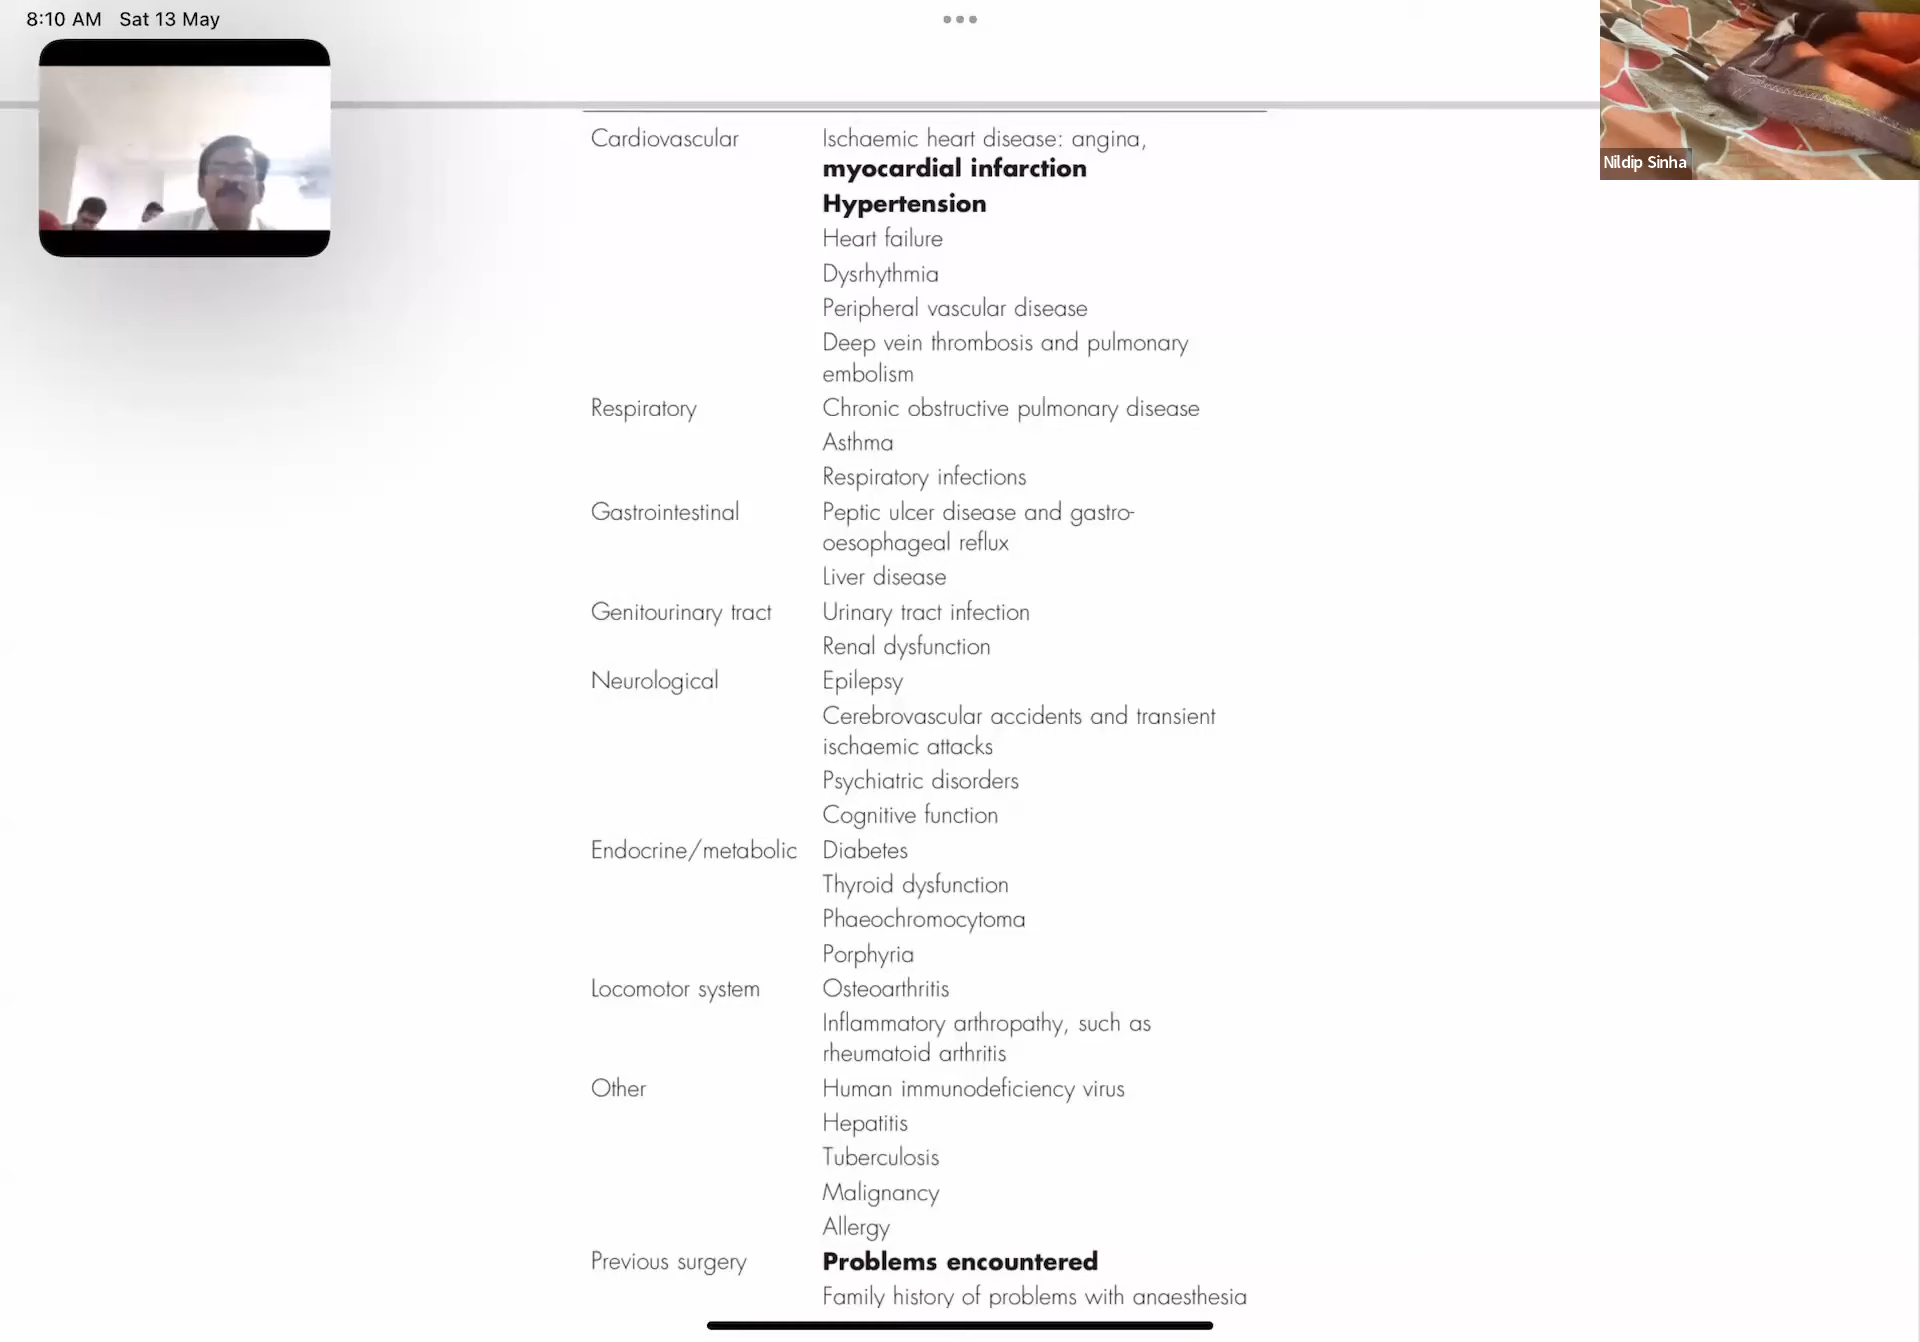 8:10 AM Sat 13 May
Nildip Sinha
Cardiovascular Ischaemic heart disease: angina,
myocardial infarction
Hypertension
Heart failure
Dysrhythmia
Peripheral vascular disease
Deep vein thrombosis and pulmonary
embolism
Respiratory Chronic obstructive pulmonary disease
Asthma
Respiratory infections
Gastrointestinal Peptic ulcer disease and gastro-
oesophageal reflux
Liver disease
Genitourinary tract Urinary tract infection
Renal dysfunction
Neurological Epilepsy
Cerebrovascular accidents and transient
ischaemic attacks
Psychiatric disorders
Cognitive function
Endocrine/metabolic Diabetes
Thyroid dysfunction
Phaeochromocytoma
Porphyria
Locomotor system Osteoarthritis
Inflammatory arthropathy, such as
rheumatoid arthritis
Other Human immunodeficiency virus
Hepatitis
Tuberculosis
Malignancy
Allergy
Previous surgery Problems encountered
Family history of problems with anaesthesia